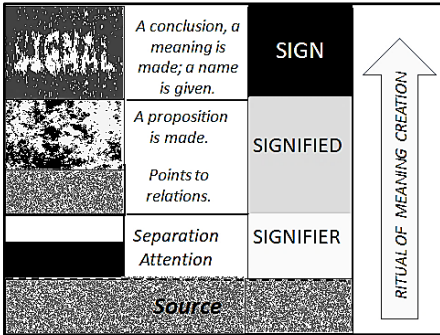 SIGNAL
A conclusion, a
meaning is
made; a name
is given.
SIGN
A proposition
is made.
Points to
relations.
SIGNIFIED
Separation
Attention
SIGNIFIER
Source
RITUAL OF MEANING CREATION